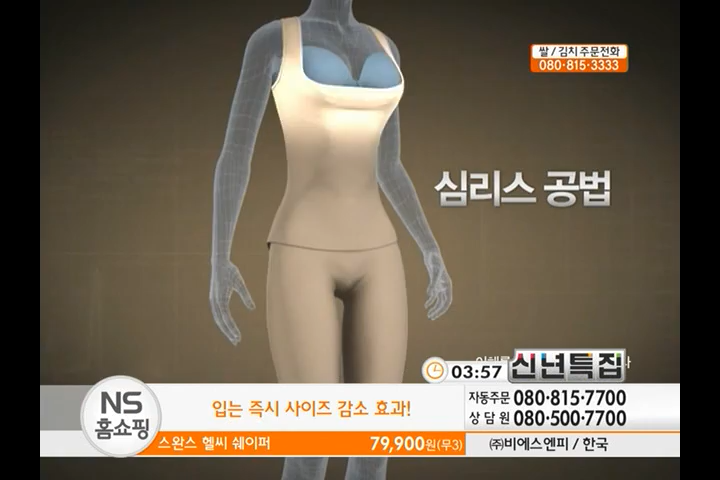 쌀 / 김치 주문전화
080·815·3333
심리스 공법
03:57 신년특집
NS
홈쇼핑
입는 즉시 사이즈 감소 효과!
자동주문 080·815·7700
상 담 원 080·500·7700
스완스 헬씨 쉐이퍼 79,900원(무3)
㈜비에스엔피 / 한국